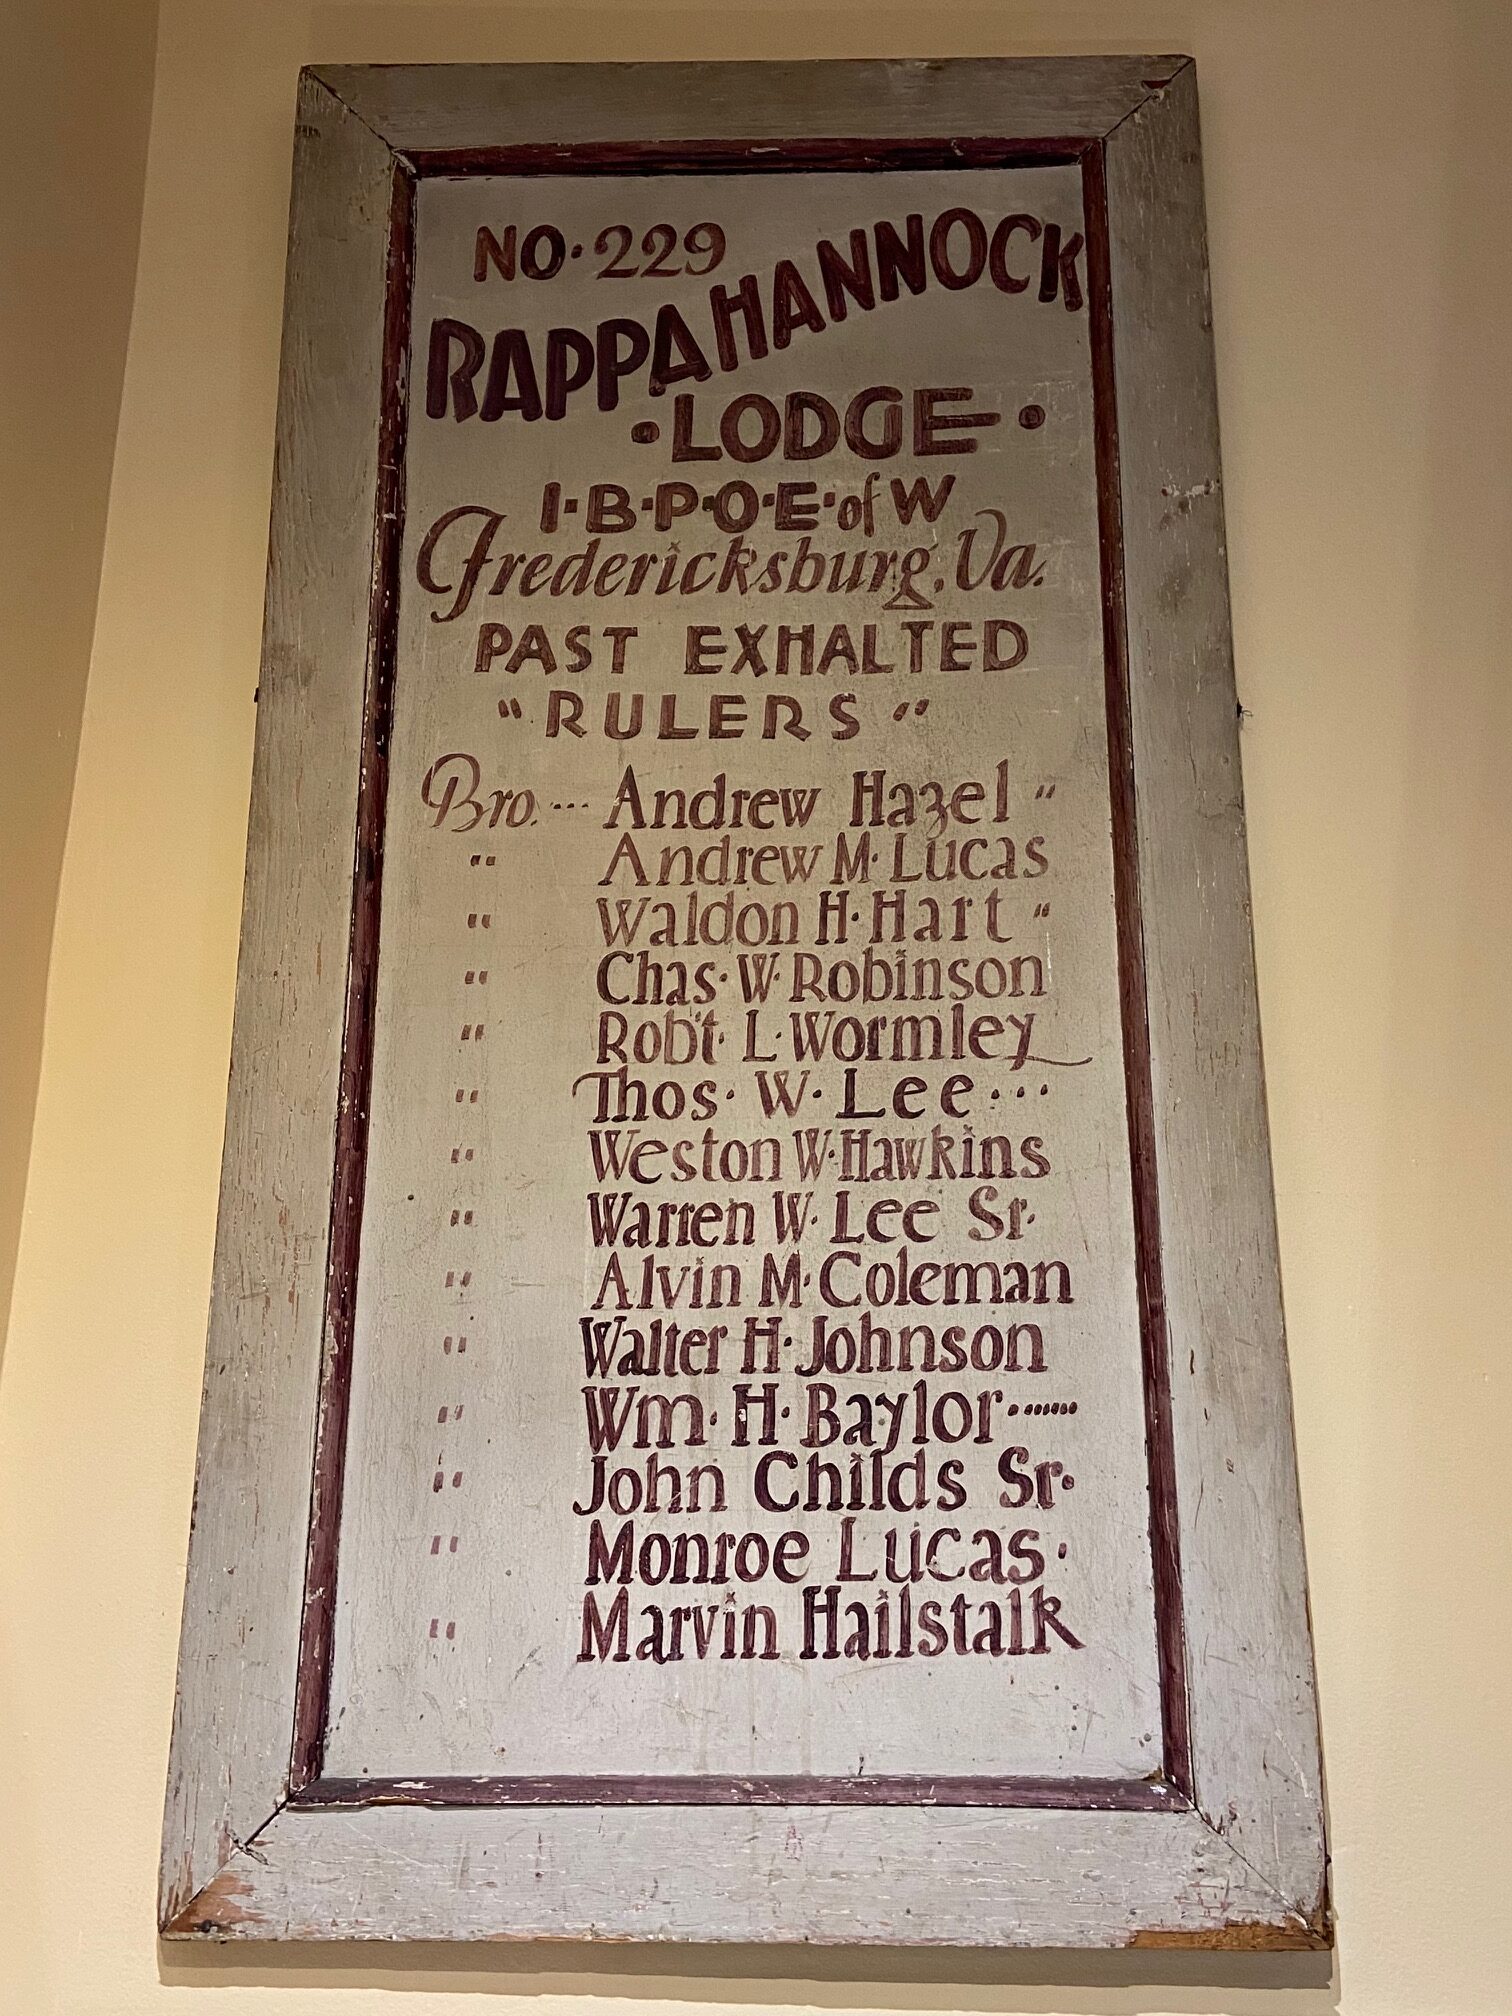 NO. 229
RAPPAHANNOCK
·LODGE·
I·B·P·O·E· of W
Fredericksburg, Va.
PAST EXHALTED
"RULERS"
Bro. ··· Andrew Hazel "
" Andrew M. Lucas
" Waldon H. Hart "
" Chas. W. Robinson
" Rob't. L. Wormley
" Thos. W. Lee ···
" Weston W. Hawkins
" Warren W. Lee Sr.
" Alvin M. Coleman
" Walter H. Johnson
" Wm. H. Baylor ·······
" John Childs Sr.
" Monroe Lucas.
" Marvin Hailstalk